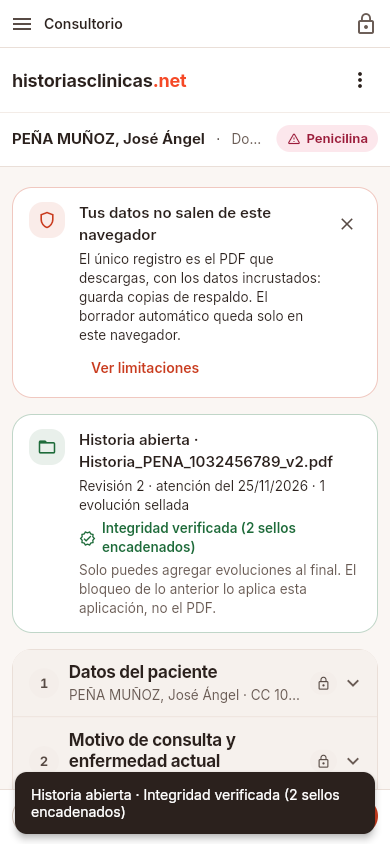 Consultorio
historiasclinicas.net
PEÑA MUÑOZ, José Ángel · Do... Penicilina
Tus datos no salen de este
navegador
El único registro es el PDF que
descargas, con los datos incrustados:
guarda copias de respaldo. El
borrador automático queda solo en
este navegador.
Ver limitaciones
Historia abierta ·
Historia_PENA_1032456789_v2.pdf
Revisión 2 · atención del 25/11/2026 · 1
evolución sellada
Integridad verificada (2 sellos
encadenados)
Solo puedes agregar evoluciones al final. El
bloqueo de lo anterior lo aplica esta
aplicación, no el PDF.
1 Datos del paciente
PEÑA MUÑOZ, José Ángel · CC 10...
2 Motivo de consulta y
enfermedad actual
Historia abierta · Integridad verificada (2 sellos
encadenados)